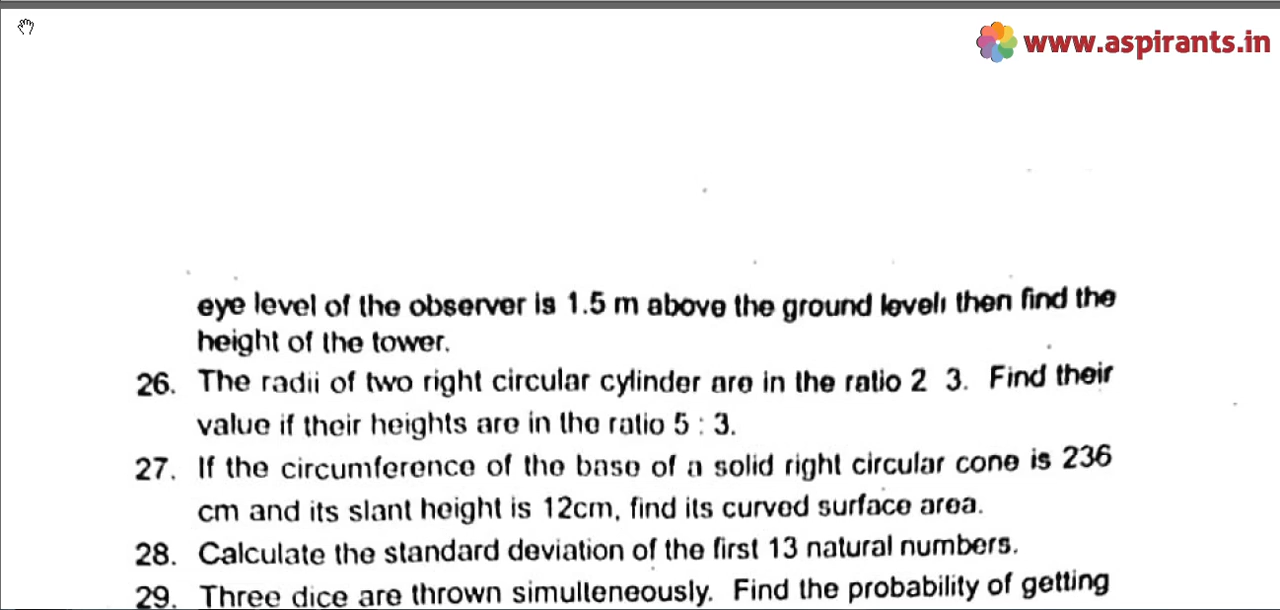 www.aspirants.in
eye level of the observer is 1.5 m above the ground level, then find the
height of the tower.
26. The radii of two right circular cylinder are in the ratio 2 3. Find their
value if their heights are in the ratio 5 : 3.
27. If the circumference of the base of a solid right circular cone is 236
cm and its slant height is 12cm, find its curved surface area.
28. Calculate the standard deviation of the first 13 natural numbers.
29. Three dice are thrown simulteneously. Find the probability of getting